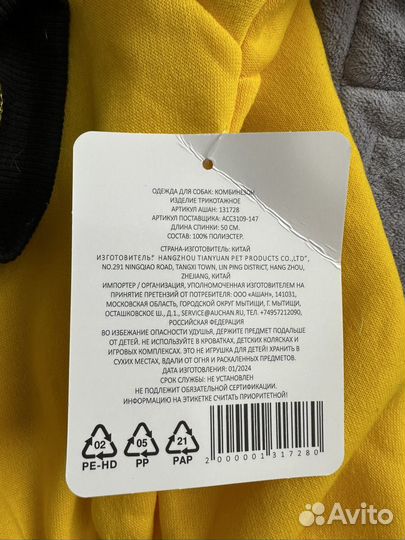 ОДЕЖДА ДЛЯ СОБАК: КОМБИНЕЗОН
ИЗДЕЛИЕ ТРИКОТАЖНОЕ
АРТИКУЛ АШАН: 131728
АРТИКУЛ ПОСТАВЩИКА: ACC3109-147
ДЛИНА СПИНКИ: 50 СМ.
СОСТАВ: 100% ПОЛИЭСТЕР.
СТРАНА-ИЗГОТОВИТЕЛЬ: КИТАЙ
ИЗГОТОВИТЕЛЬ: HANGZHOU TIANYUAN PET PRODUCTS CO.,LTD",
NO.291 NINGQIAO ROAD, TANGXI TOWN, LIN PING DISTRICT, HANG ZHOU,
ZHEJIANG, КИТАЙ
ИМПОРТЕР / ОРГАНИЗАЦИЯ, УПОЛНОМОЧЕННАЯ ИЗГОТОВИТЕЛЕМ НА
ПРИНЯТИЕ ПРЕТЕНЗИЙ ОТ ПОТРЕБИТЕЛЯ: ООО «АШАН», 141031,
МОСКОВСКАЯ ОБЛАСТЬ, ГОРОДСКОЙ ОКРУГ МЫТИЩИ, Г. МЫТИЩИ,
ОСТАШКОВСКОЕ Ш., Д.1, SERVICE@AUCHAN.RU, ТЕЛ. +74957212090,
РОССИЙСКАЯ ФЕДЕРАЦИЯ
ВО ИЗБЕЖАНИЕ ОПАСНОСТИ УДУШЬЯ, ДЕРЖИТЕ ПРЕДМЕТ ПОДАЛЬШЕ
ОТ ДЕТЕЙ. НЕ ИСПОЛЬЗУЙТЕ В КРОВАТКАХ, ДЕТСКИХ КОЛЯСКАХ И
ИГРОВЫХ КОМПЛЕКСАХ. ЭТО НЕ ИГРУШКА ДЛЯ ДЕТЕЙ! ХРАНИТЬ В
СУХИХ МЕСТАХ, ВДАЛИ ОТ ОГНЯ И РАСКАЛЕННЫХ ПРЕДМЕТОВ.
ДАТА ИЗГОТОВЛЕНИЯ: 01/2024
СРОК СЛУЖБЫ: НЕ УСТАНОВЛЕН
НЕ ПОДЛЕЖИТ ОБЯЗАТЕЛЬНОЙ СЕРТИФИКАЦИИ.
ИНФОРМАЦИЮ НА ЭТИКЕТКЕ СЧИТАТЬ ПРИОРИТЕТНОЙ!
02 05 21
PE-HD PP PAP
2 000001 317280
Avito